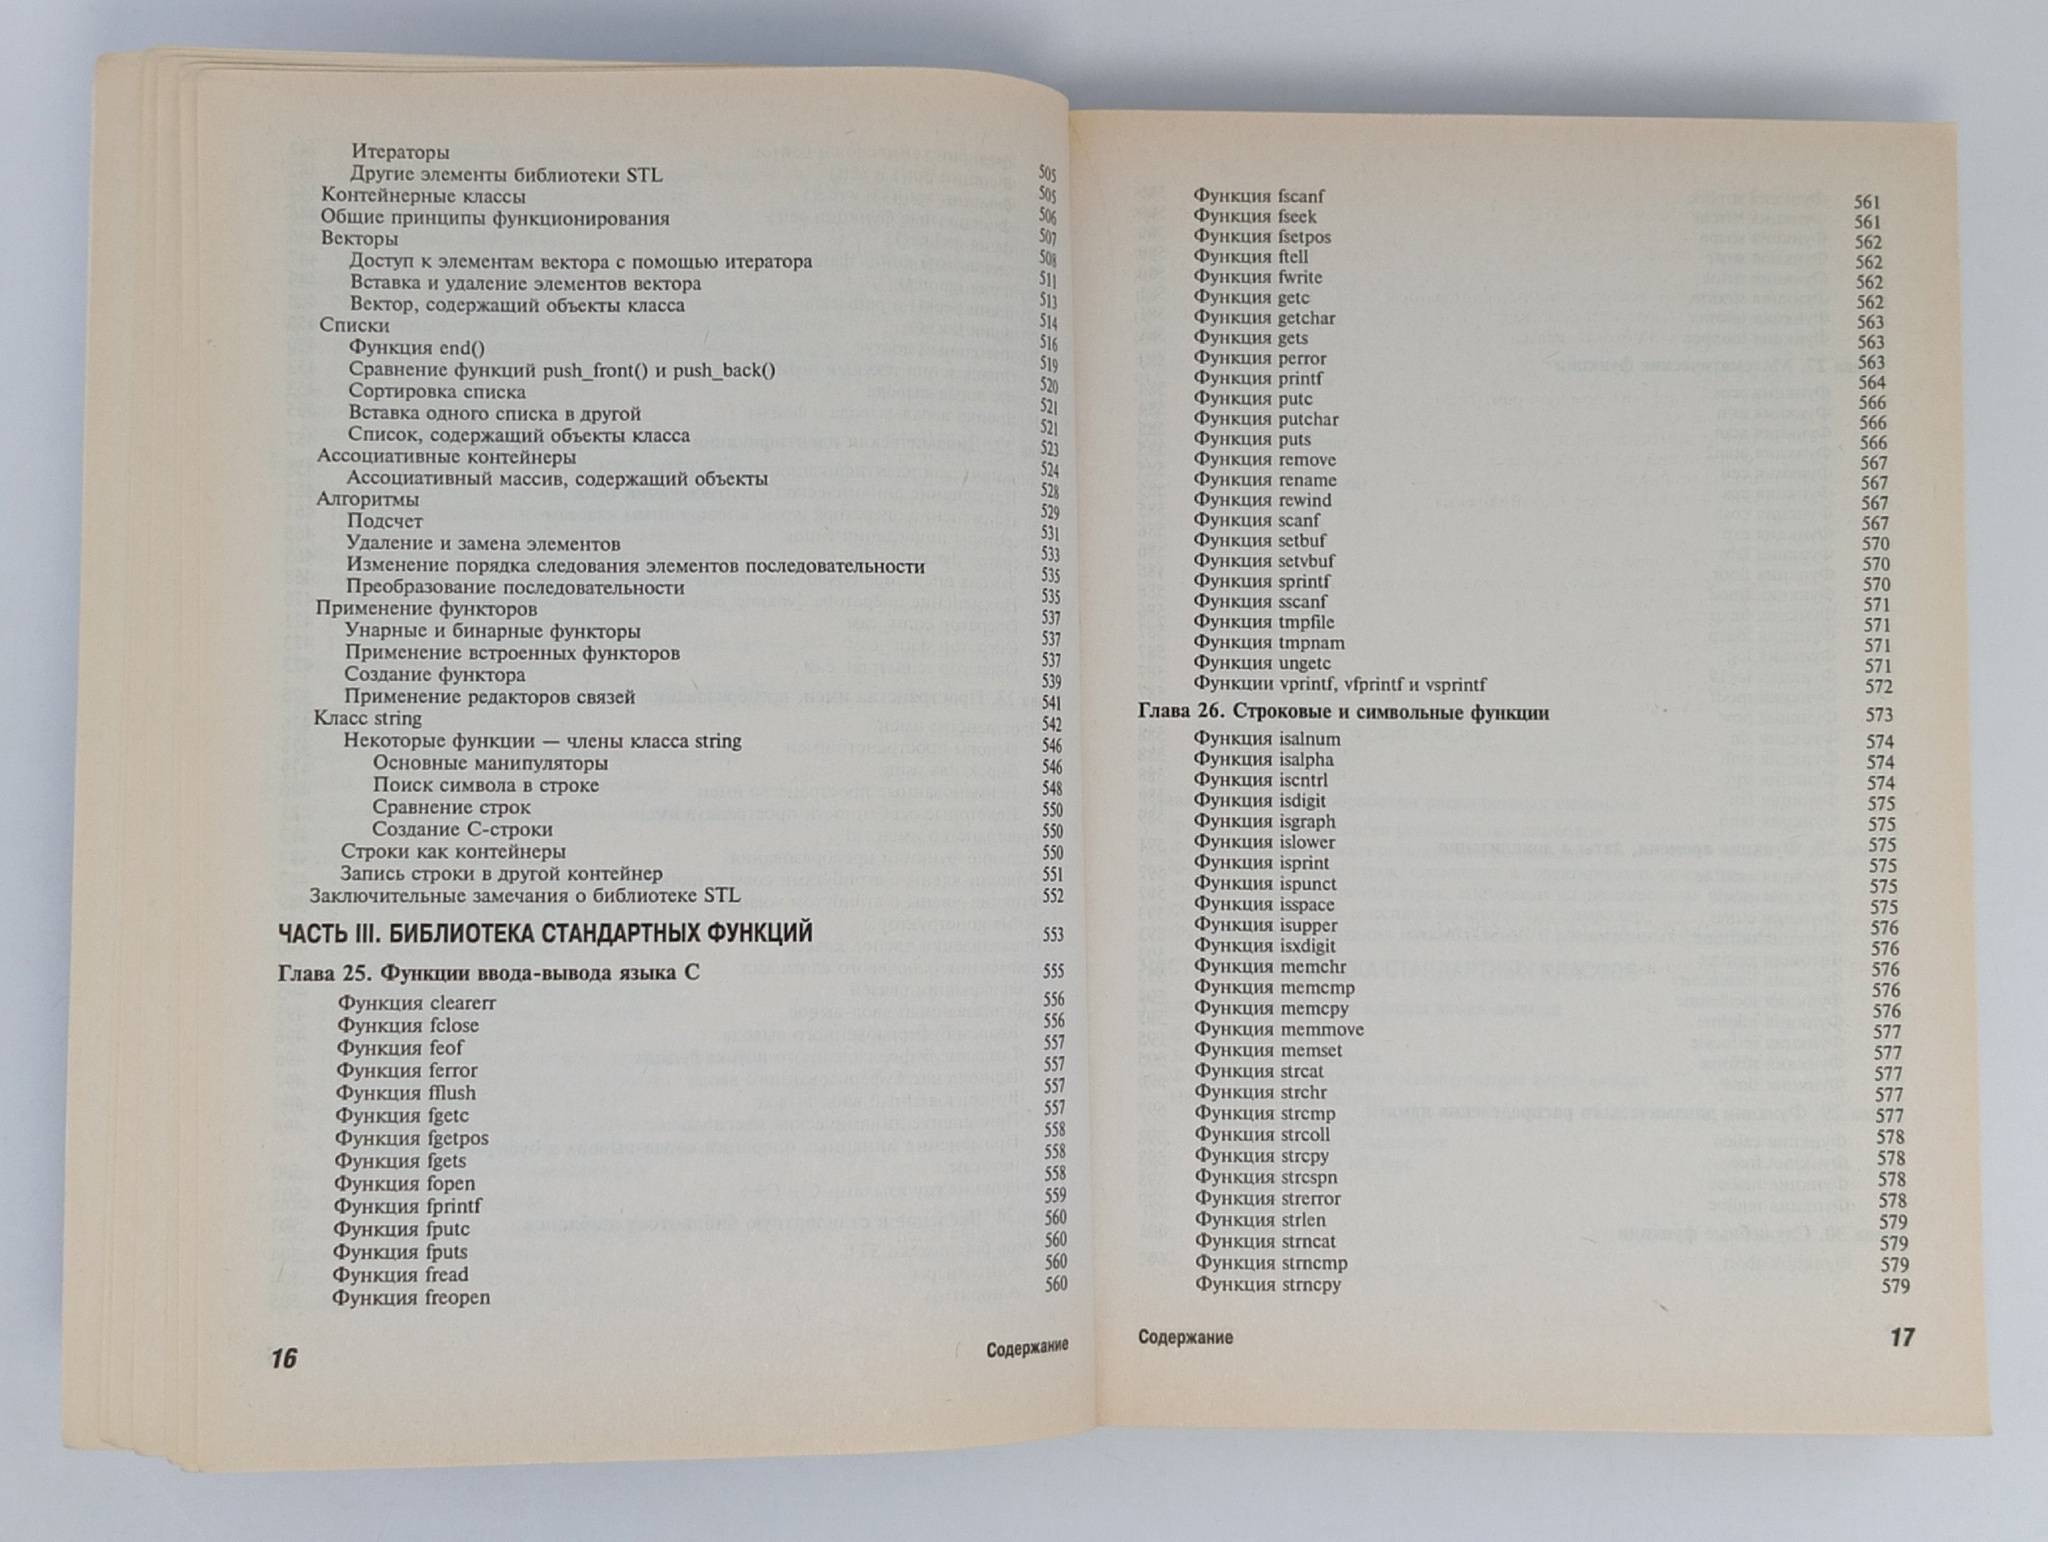 Итераторы 505
Другие элементы библиотеки STL 505
Контейнерные классы 506
Общие принципы функционирования 507
Векторы 508
Доступ к элементам вектора с помощью итератора 511
Вставка и удаление элементов вектора 513
Вектор, содержащий объекты класса 514
Списки 516
Функция end() 519
Сравнение функций push_front() и push_back() 520
Сортировка списка 521
Вставка одного списка в другой 521
Список, содержащий объекты класса 523
Ассоциативные контейнеры 524
Ассоциативный массив, содержащий объекты 528
Алгоритмы 529
Подсчет 531
Удаление и замена элементов 533
Изменение порядка следования элементов последовательности 535
Преобразование последовательности 535
Применение функторов 537
Унарные и бинарные функторы 537
Применение встроенных функторов 537
Создание функтора 539
Применение редакторов связей 541
Класс string 542
Некоторые функции — члены класса string 546
Основные манипуляторы 546
Поиск символа в строке 548
Сравнение строк 550
Создание C-строки 550
Строки как контейнеры 550
Запись строки в другой контейнер 551
Заключительные замечания о библиотеке STL 552
ЧАСТЬ III. БИБЛИОТЕКА СТАНДАРТНЫХ ФУНКЦИЙ 553
Глава 25. Функции ввода-вывода языка С 555
Функция clearerr 556
Функция fclose 556
Функция feof 557
Функция ferror 557
Функция fflush 557
Функция fgetc 557
Функция fgetpos 558
Функция fgets 558
Функция fopen 558
Функция fprintf 559
Функция fputc 560
Функция fputs 560
Функция fread 560
Функция freopen 560
16 Содержание
Функция fscanf 561
Функция fseek 561
Функция fsetpos 562
Функция ftell 562
Функция fwrite 562
Функция getc 562
Функция getchar 563
Функция gets 563
Функция perror 563
Функция printf 564
Функция putc 566
Функция putchar 566
Функция puts 566
Функция remove 567
Функция rename 567
Функция rewind 567
Функция scanf 567
Функция setbuf 570
Функция setvbuf 570
Функция sprintf 570
Функция sscanf 571
Функция tmpfile 571
Функция tmpnam 571
Функция ungetc 571
Функции vprintf, vfprintf и vsprintf 572
Глава 26. Строковые и символьные функции 573
Функция isalnum 574
Функция isalpha 574
Функция iscntrl 574
Функция isdigit 575
Функция isgraph 575
Функция islower 575
Функция isprint 575
Функция ispunct 575
Функция isspace 575
Функция isupper 576
Функция isxdigit 576
Функция memchr 576
Функция memcmp 576
Функция memcpy 576
Функция memmove 577
Функция memset 577
Функция strcat 577
Функция strchr 577
Функция strcmp 577
Функция strcoll 578
Функция strcpy 578
Функция strcspn 578
Функция strerror 578
Функция strlen 579
Функция strncat 579
Функция strncmp 579
Функция strncpy 579
Содержание 17